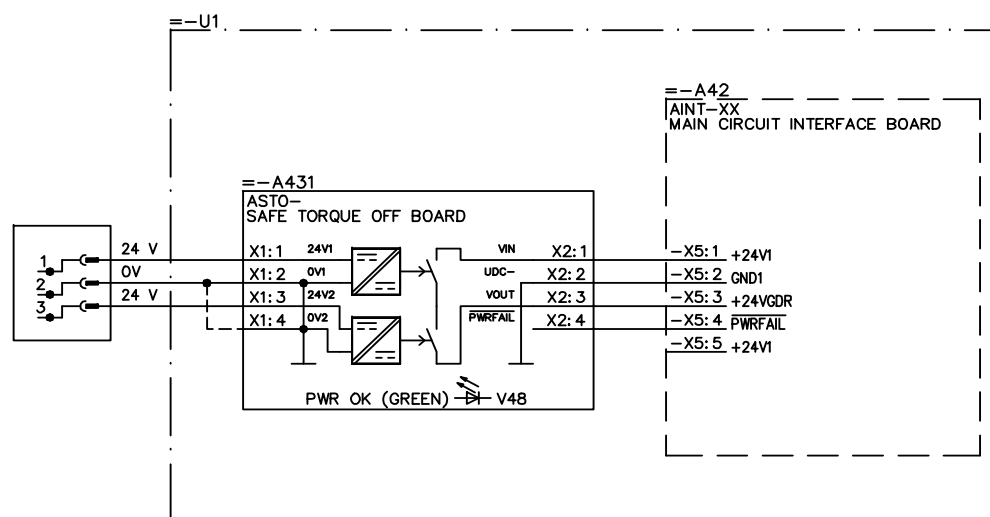 =-U1
=-A42
AINT-XX
MAIN CIRCUIT INTERFACE BOARD
=-A431
ASTO-
SAFE TORQUE OFF BOARD
1 24 V X1:1 24V1 VIN X2:1 -X5:1 +24V1
2 0V X1:2 0V1 UDC- X2:2 -X5:2 GND1
3 24 V X1:3 24V2 VOUT X2:3 -X5:3 +24VGDR
X1:4 0V2 PWRFAIL X2:4 -X5:4 PWRFAIL
-X5:5 +24V1
PWR OK (GREEN) V48